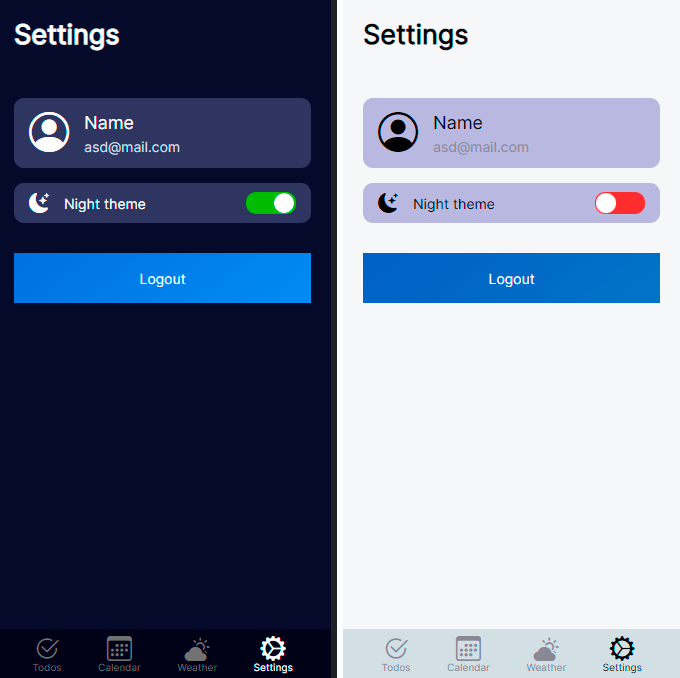 Settings
Name
asd@mail.com
Night theme
Logout
Todos Calendar Weather Settings
Settings
Name
asd@mail.com
Night theme
Logout
Todos Calendar Weather Settings